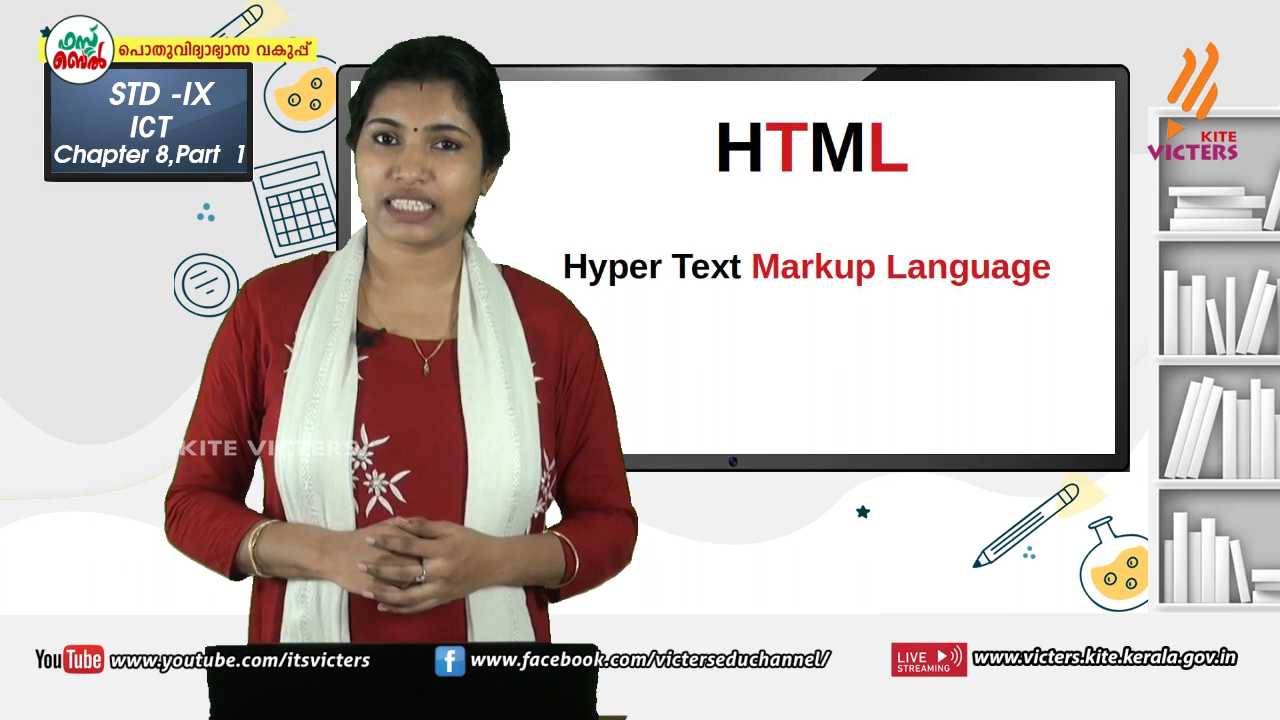 ഫസ്റ്റ്
ബെൽ
പൊതുവിദ്യാഭ്യാസ വകുപ്പ്
STD -IX
ICT
Chapter 8,Part 1
HTML
Hyper Text Markup Language
KITE
VICTERS
KITE VICTERS
YouTube www.youtube.com/itsvicters
f www.facebook.com/victerseduchannel/
LIVE
STREAMING
www.victers.kite.kerala.gov.in